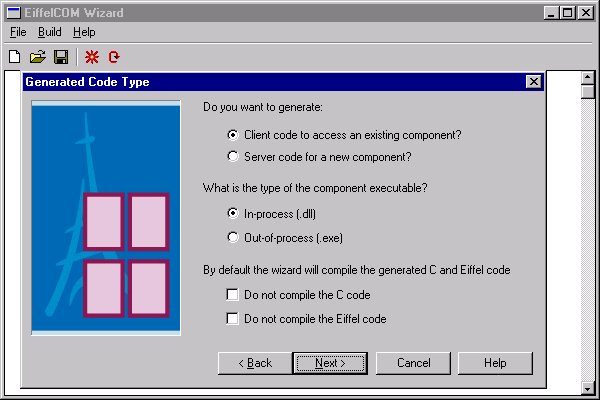 EiffelCOM Wizard
File Build Help
Generated Code Type
Do you want to generate:
Client code to access an existing component?
Server code for a new component?
What is the type of the component executable?
In-process (.dll)
Out-of-process (.exe)
By default the wizard will compile the generated C and Eiffel code
Do not compile the C code
Do not compile the Eiffel code
< Back Next > Cancel Help